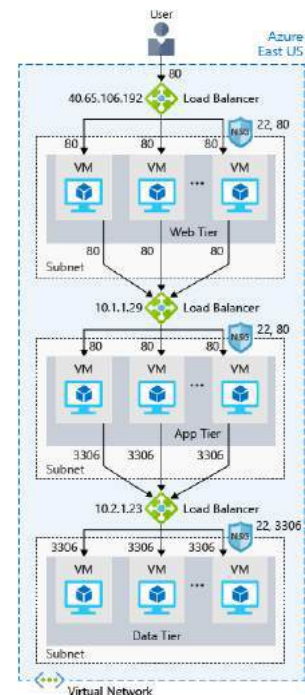 User
Azure
East US
80
40.65.106.192 Load Balancer
NSG 22, 80
80 80 80
VM VM ... VM
Web Tier
Subnet
80 80 80
10.1.1.29 Load Balancer
NSG 22, 80
80 80 80
VM VM ... VM
App Tier
Subnet
3306 3306 3306
10.2.1.23 Load Balancer
NSG 22, 3306
3306 3306 3306
VM VM ... VM
Data Tier
Subnet
Virtual Network